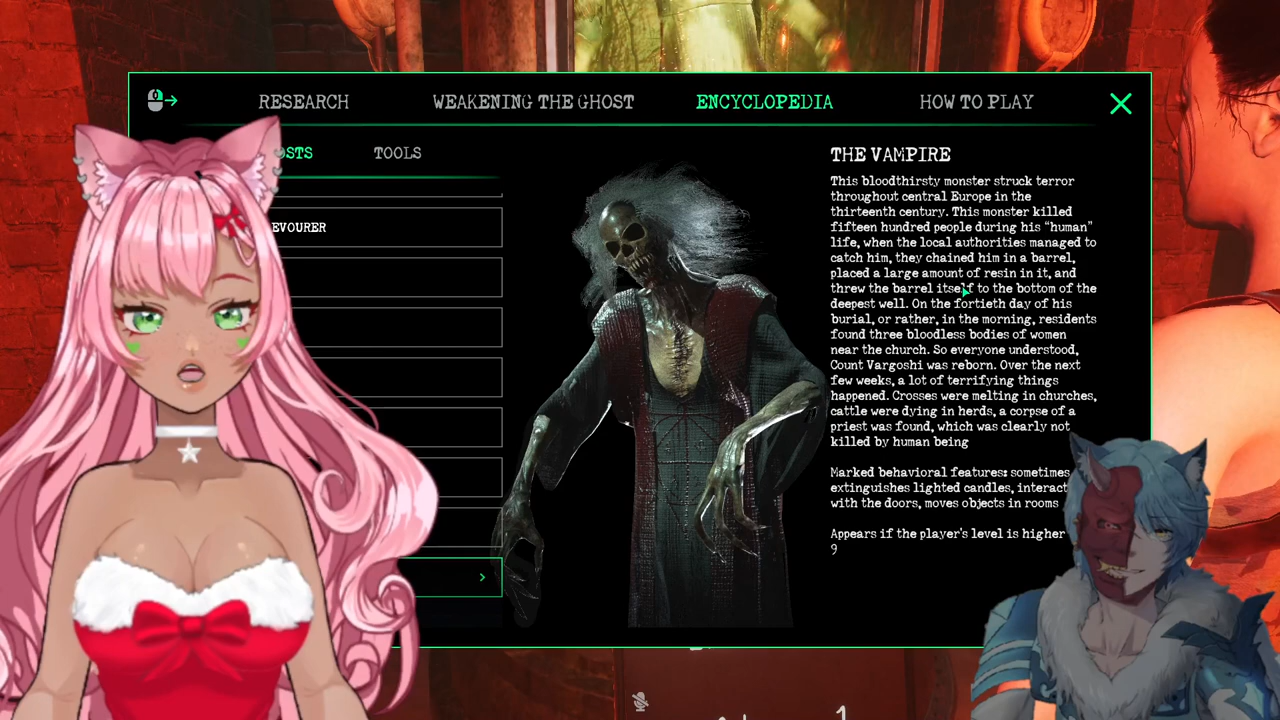 RESEARCH WEAKENING THE GHOST ENCYCLOPEDIA HOW TO PLAY
TOOLS
THE VAMPIRE
This bloodthirsty monster struck terror
throughout central Europe in the
thirteenth century. This monster killed
fifteen hundred people during his "human"
life, when the local authorities managed to
catch him, they chained him in a barrel,
placed a large amount of resin in it, and
threw the barrel itself to the bottom of the
deepest well. On the fortieth day of his
burial, or rather, in the morning, residents
found three bloodless bodies of women
near the church. So everyone understood,
Count Vargoshi was reborn. Over the next
few weeks, a lot of terrifying things
happened. Crosses were melting in churches,
cattle were dying in herds, a corpse of a
priest was found, which was clearly not
killed by human being
Marked behavioral features: sometimes
extinguishes lighted candles, interact
with the doors, moves objects in rooms
Appears if the player's level is higher
9